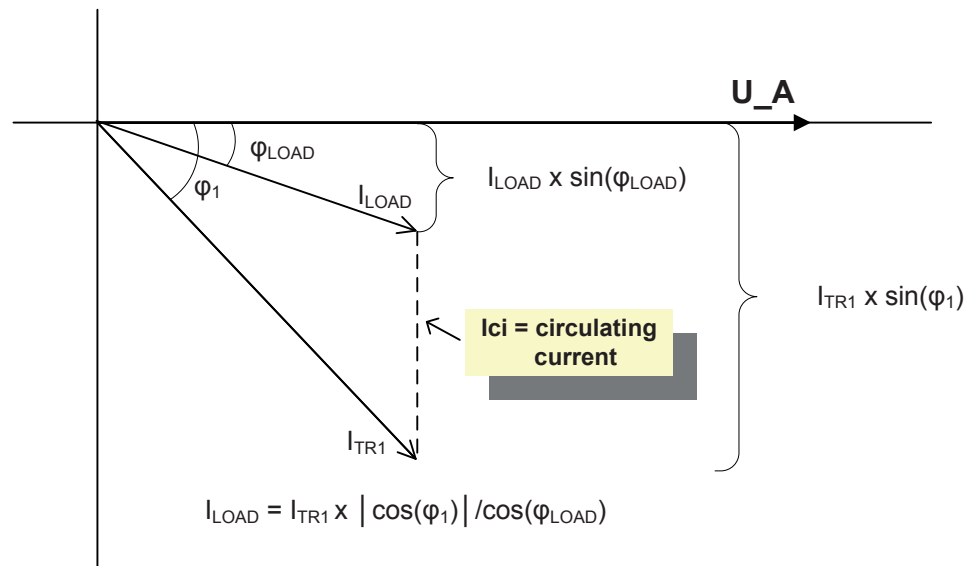 U_A
φLOAD
φ1
ILOAD
ILOAD x sin(φLOAD)
ITR1 x sin(φ1)
Ici = circulating
current
ITR1
ILOAD = ITR1 x |cos(φ1)|/cos(φLOAD)